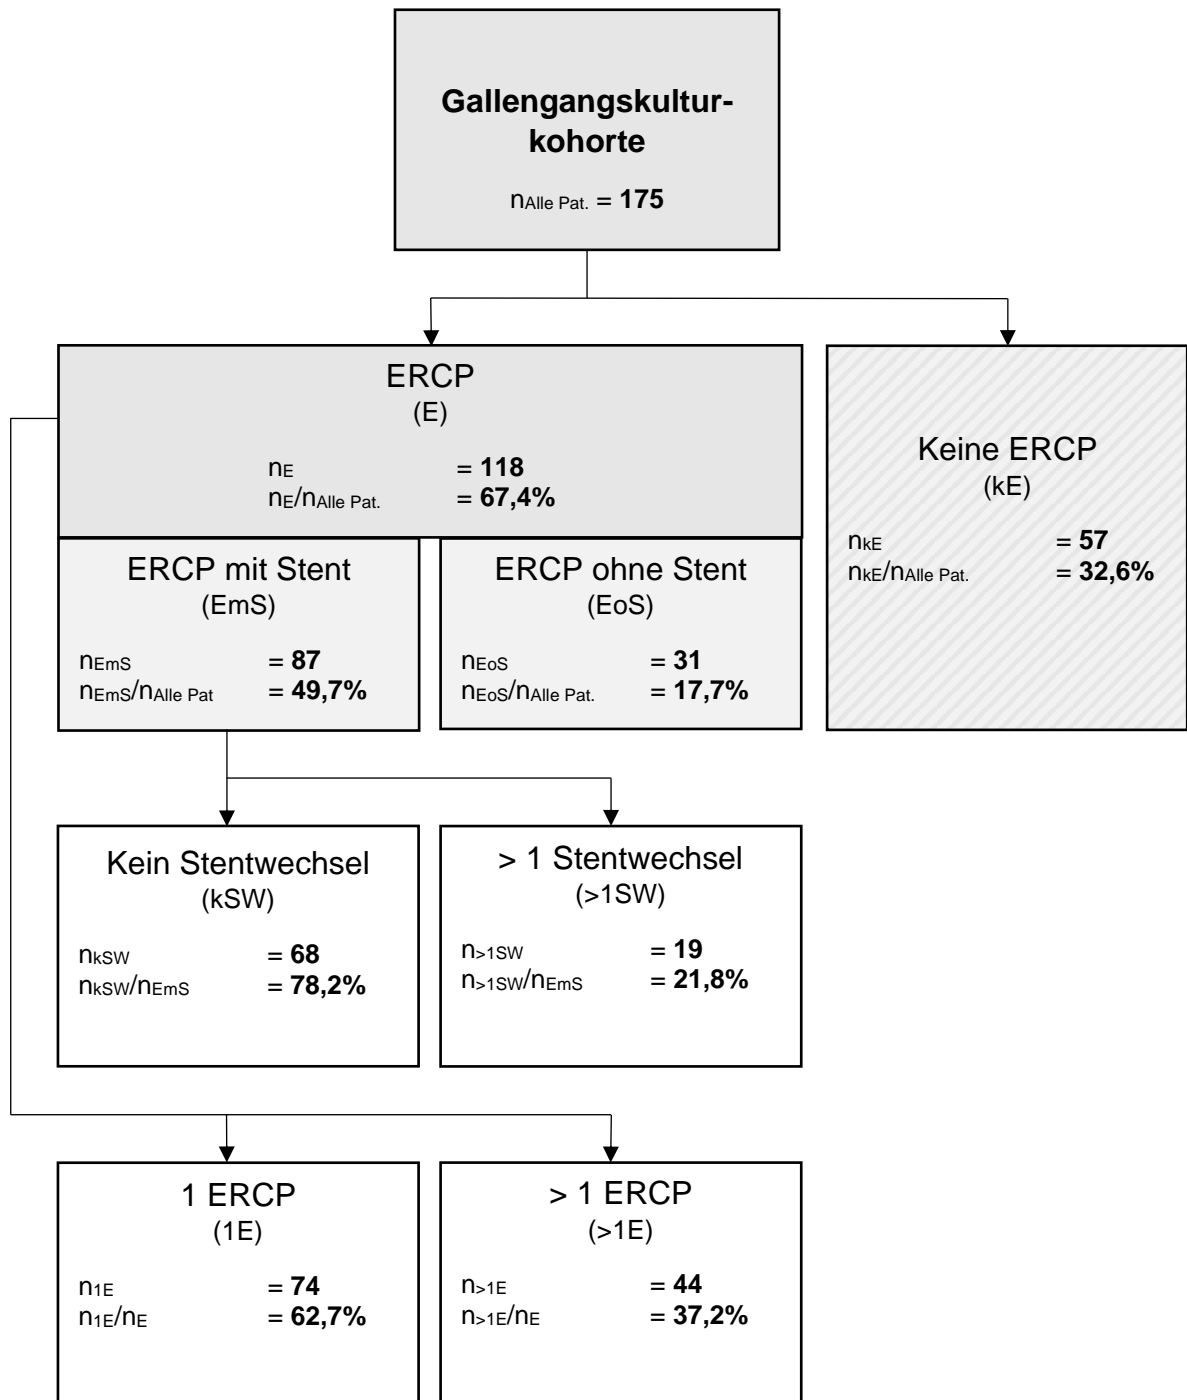 Gallengangskultur-
kohorte
nAlle Pat. = 175
ERCP
(E)
nE = 118
nE/nAlle Pat. = 67,4%
Keine ERCP
(kE)
nkE = 57
nkE/nAlle Pat. = 32,6%
ERCP mit Stent
(EmS)
nEmS = 87
nEmS/nAlle Pat = 49,7%
ERCP ohne Stent
(EoS)
nEoS = 31
nEoS/nAlle Pat. = 17,7%
Kein Stentwechsel
(kSW)
nkSW = 68
nkSW/nEmS = 78,2%
> 1 Stentwechsel
(>1SW)
n>1SW = 19
n>1SW/nEmS = 21,8%
1 ERCP
(1E)
n1E = 74
n1E/nE = 62,7%
> 1 ERCP
(>1E)
n>1E = 44
n>1E/nE = 37,2%